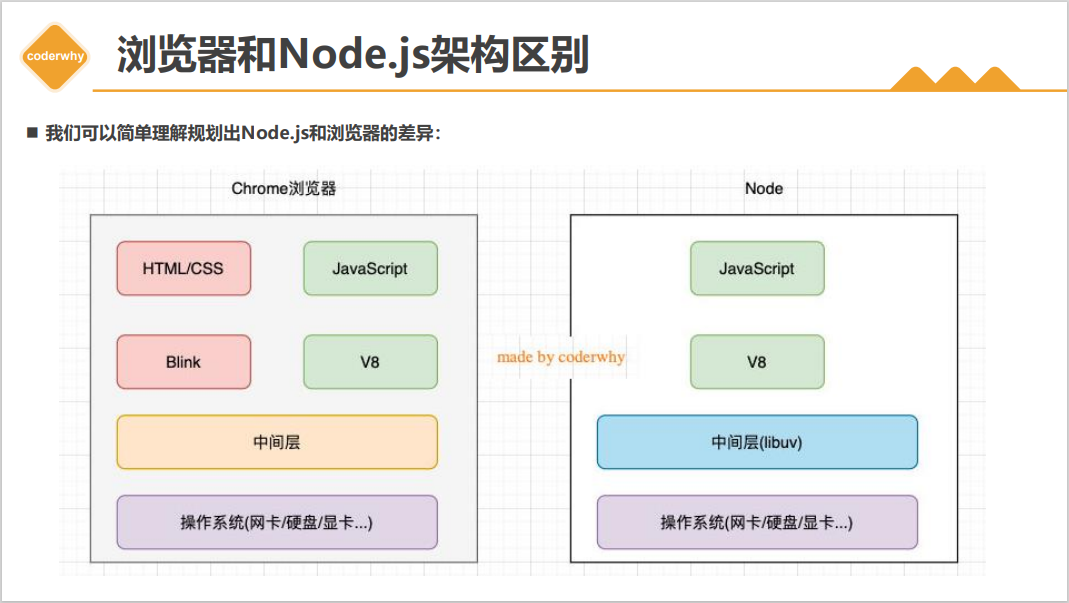 coderwhy
浏览器和Node.js架构区别
■ 我们可以简单理解规划出Node.js和浏览器的差异：
Chrome浏览器
Node
HTML/CSS
JavaScript
JavaScript
Blink
V8
made by coderwhy
V8
中间层
中间层(libuv)
操作系统(网卡/硬盘/显卡...)
操作系统(网卡/硬盘/显卡...)